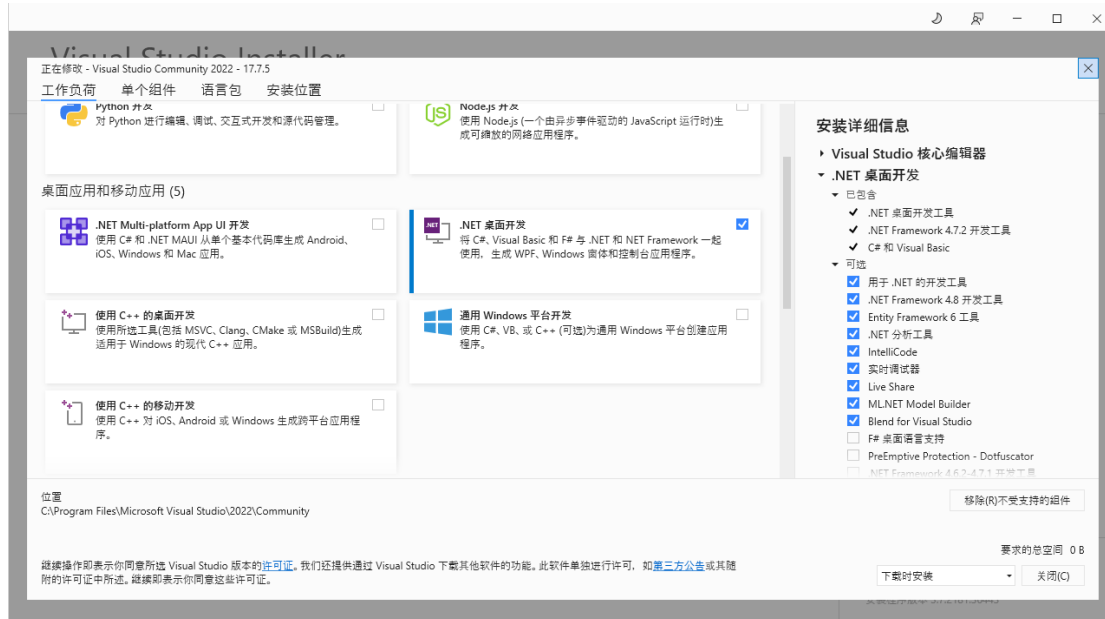 Visual Studio Installer
正在修改 - Visual Studio Community 2022 - 17.7.5
工作负荷 单个组件 语言包 安装位置
Python 开发
对 Python 进行编辑、调试、交互式开发和源代码管理。
Node.js 开发
使用 Node.js (一个由异步事件驱动的 JavaScript 运行时)生
成可缩放的网络应用程序。
桌面应用和移动应用 (5)
.NET Multi-platform App UI 开发
使用 C# 和 .NET MAUI 从单个基本代码库生成 Android、
iOS、Windows 和 Mac 应用。
.NET 桌面开发
将 C#、Visual Basic 和 F# 与 .NET 和 NET Framework 一起
使用，生成 WPF、Windows 窗体和控制台应用程序。
使用 C++ 的桌面开发
使用所选工具(包括 MSVC、Clang、CMake 或 MSBuild)生成
适用于 Windows 的现代 C++ 应用。
通用 Windows 平台开发
使用 C#、VB、或 C++ (可选)为通用 Windows 平台创建应用
程序。
使用 C++ 的移动开发
使用 C++ 对 iOS、Android 或 Windows 生成跨平台应用程
序。
安装详细信息
Visual Studio 核心编辑器
.NET 桌面开发
已包含
.NET 桌面开发工具
.NET Framework 4.7.2 开发工具
C# 和 Visual Basic
可选
用于 .NET 的开发工具
.NET Framework 4.8 开发工具
Entity Framework 6 工具
.NET 分析工具
IntelliCode
实时调试器
Live Share
ML.NET Model Builder
Blend for Visual Studio
F# 桌面语言支持
PreEmptive Protection - Dotfuscator
.NET Framework 4.6.2-4.7.1 开发工具
位置
C:\Program Files\Microsoft Visual Studio\2022\Community
移除(R)不受支持的组件
要求的总空间 0 B
继续操作即表示你同意所选 Visual Studio 版本的许可证。我们还提供通过 Visual Studio 下载其他软件的功能。此软件单独进行许可，如第三方公告或其随
附的许可证中所述。继续即表示你同意这些许可证。
下载时安装
关闭(C)